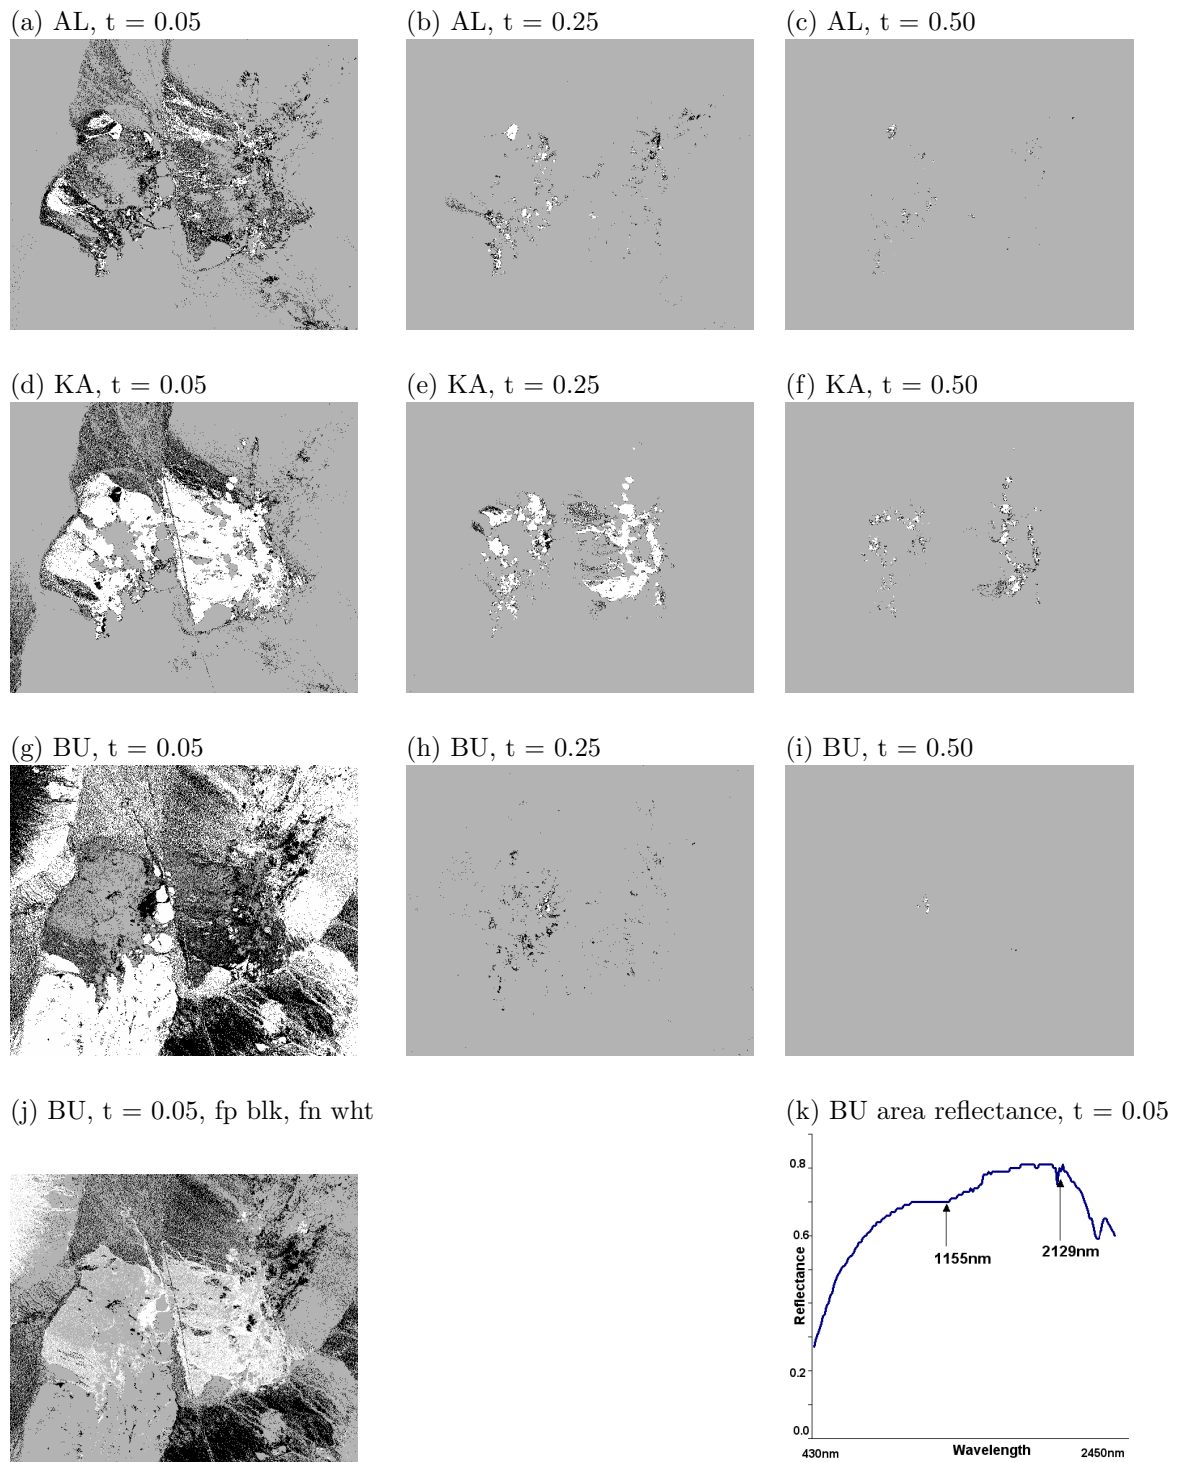 (a) AL, t = 0.05
(b) AL, t = 0.25
(c) AL, t = 0.50
(d) KA, t = 0.05
(e) KA, t = 0.25
(f) KA, t = 0.50
(g) BU, t = 0.05
(h) BU, t = 0.25
(i) BU, t = 0.50
(j) BU, t = 0.05, fp blk, fn wht
(k) BU area reflectance, t = 0.05
0.8
0.6
0.2
0.0
Reflectance
1155nm
2129nm
430nm
Wavelength
2450nm